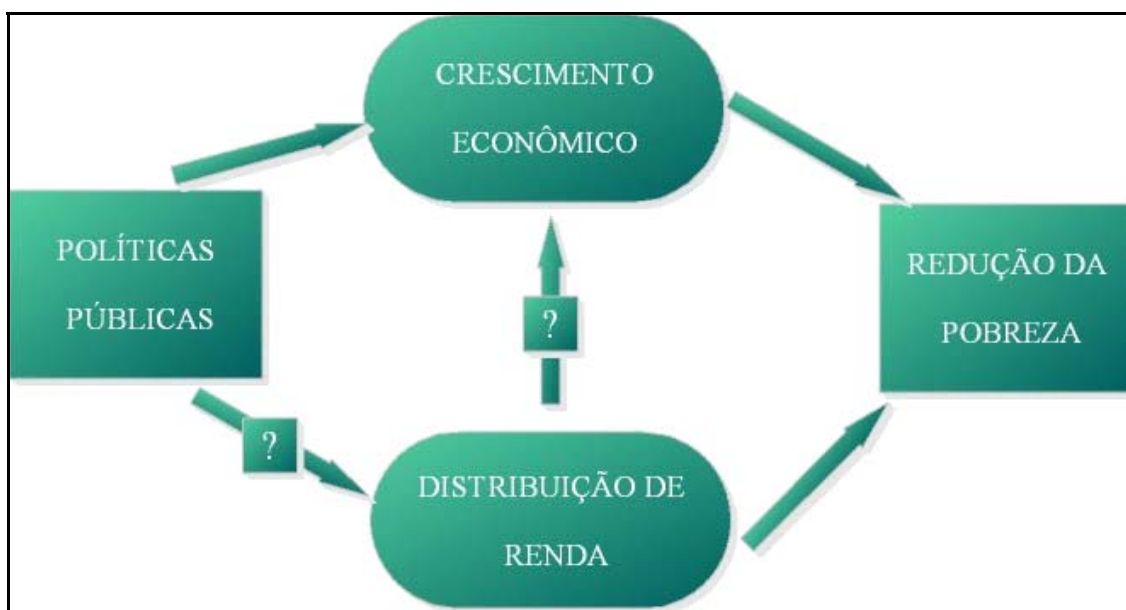 CRESCIMENTO
ECONÔMICO
POLÍTICAS
PÚBLICAS
?
REDUÇÃO DA
POBREZA
?
DISTRIBUIÇÃO DE
RENDA